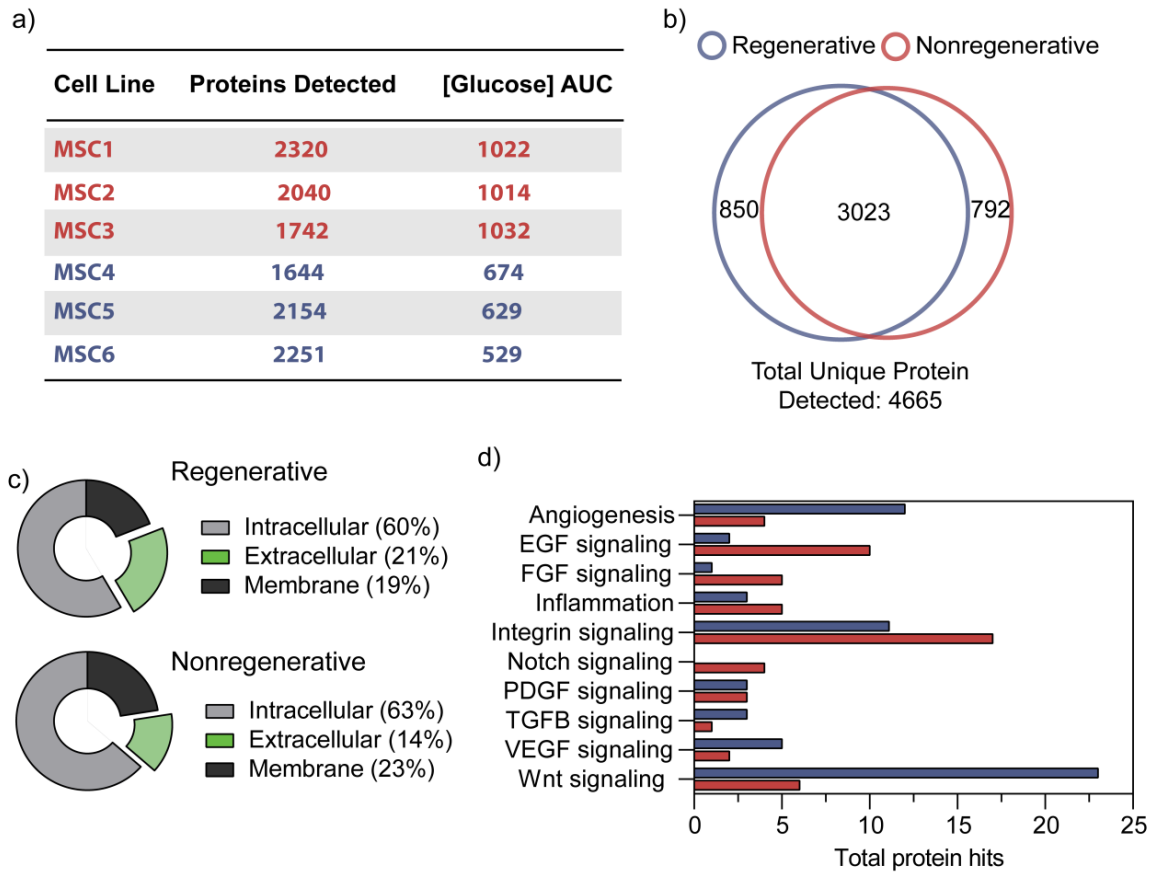 a)
Cell Line Proteins Detected [Glucose] AUC
MSC1 2320 1022
MSC2 2040 1014
MSC3 1742 1032
MSC4 1644 674
MSC5 2154 629
MSC6 2251 529
b)
Regenerative Nonregenerative
850 3023 792
Total Unique Protein
Detected: 4665
c)
Regenerative
Intracellular (60%)
Extracellular (21%)
Membrane (19%)
Nonregenerative
Intracellular (63%)
Extracellular (14%)
Membrane (23%)
d)
Angiogenesis
EGF signaling
FGF signaling
Inflammation
Integrin signaling
Notch signaling
PDGF signaling
TGFB signaling
VEGF signaling
Wnt signaling
0 5 10 15 20 25
Total protein hits